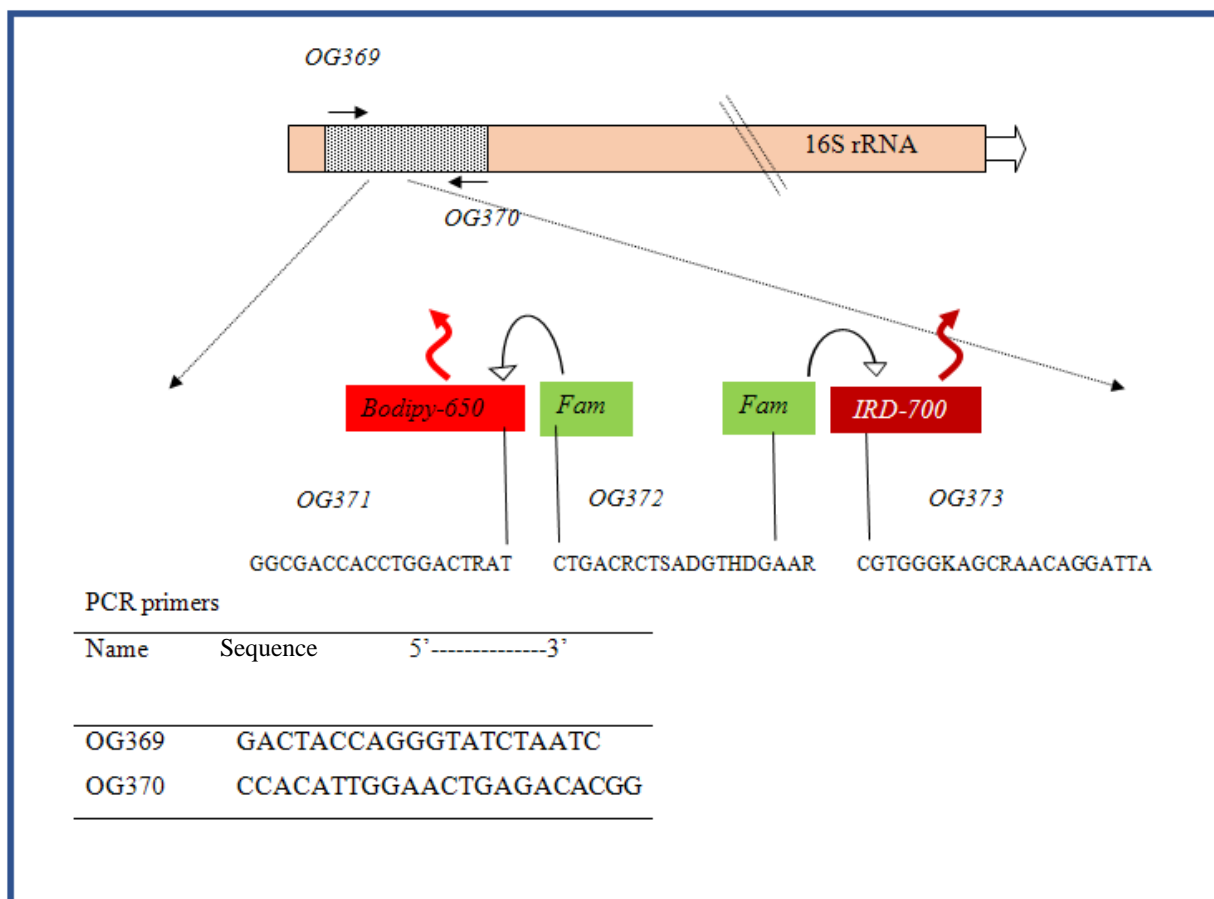 OG369
16S rRNA
OG370
Bodipy-650 Fam Fam IRD-700
OG371 OG372 OG373
GGCGACCACCTGGACTRAT CTGACRCTSADGTHDGAAR CGTGGGKAGCRAACAGGATTA
PCR primers
Name Sequence 5’--------------3’
OG369 GACTACCAGGGTATCTAATC
OG370 CCACATTGGAACTGAGACACGG